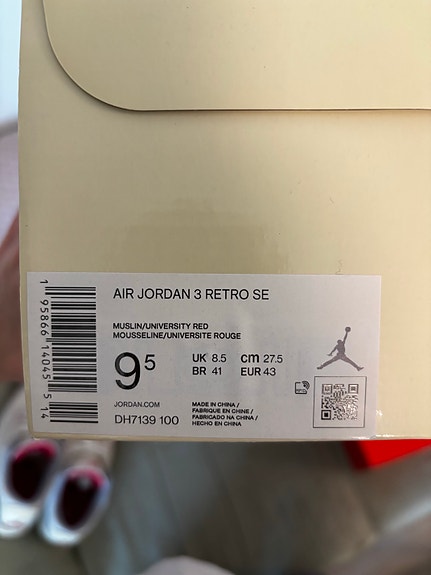 AIR JORDAN 3 RETRO SE
MUSLIN/UNIVERSITY RED
MOUSSELINE/UNIVERSITE ROUGE
9⁵
UK 8.5 cm 27.5
BR 41 EUR 43
JORDAN.COM
DH7139 100
MADE IN CHINA /
FABRIQUE EN CHINE /
FABRICADO NA CHINA /
HECHO EN CHINA
1 95866 14045 5 14